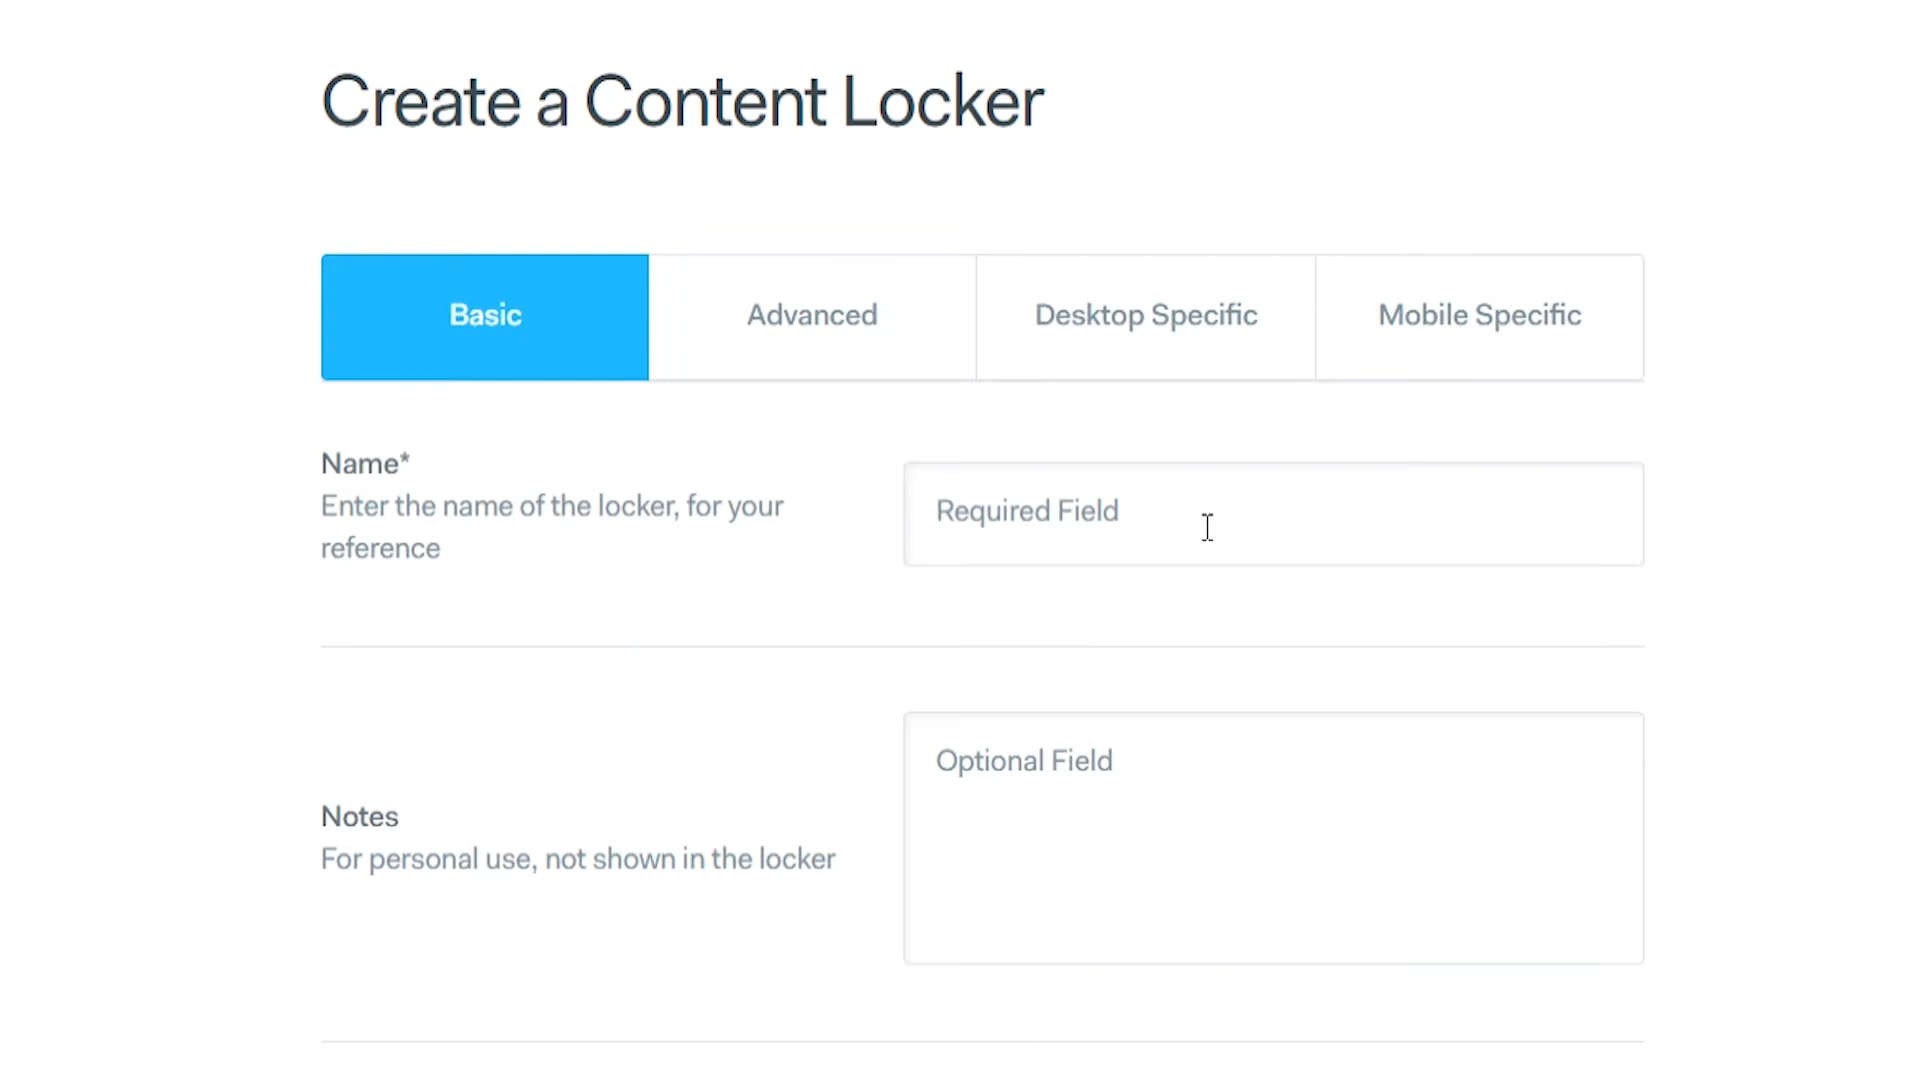 Create a Content Locker
Basic
Advanced
Desktop Specific
Mobile Specific
Name*
Enter the name of the locker, for your
reference
Required Field
Notes
For personal use, not shown in the locker
Optional Field